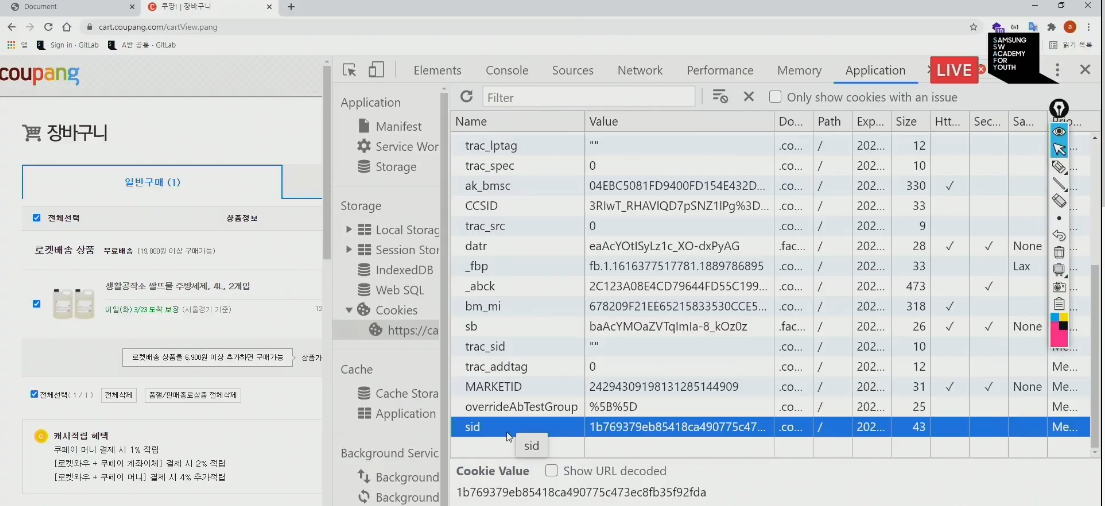 Document
쿠팡! | 장바구니
cart.coupang.com/cartView.pang
앱
Sign in · GitLab
A반 공통 · GitLab
읽기 목록
coupang
장바구니
일반구매 (1)
전체선택
상품정보
로켓배송 상품 무료배송 (19,800원 이상 구매가능)
생활공작소 쌀뜨물 주방세제, 4L, 2개입
내일(화) 3/23 도착 보장
로켓배송 상품을 6,900원 이상 추가하면 구매가능
상품가
전체선택 ( 1 / 1 )
전체삭제
품절/판매종료상품 전체삭제
캐시적립 혜택
쿠페이 머니 결제 시 1% 적립
[로켓와우 + 쿠페이 계좌이체] 결제 시 2% 적립
[로켓와우 + 쿠페이 머니] 결제 시 4% 추가적립
Elements
Console
Sources
Network
Performance
Memory
Application
LIVE
SAMSUNG
SW
ACADEMY
FOR
YOUTH
Application
Manifest
Service Wor
Storage
Storage
Local Storag
Session Stor
IndexedDB
Web SQL
Cookies
https://ca
Cache
Cache Stora
Application
Background Servic
Background
Background
Filter
Only show cookies with an issue
Name Value Do... Path Exp... Size Htt... Sec... Sa... Prio...
trac_lptag "" .co... / 202... 12
trac_spec 0 .co... / 202... 10
ak_bmsc 04EBC5081FD9400FD154E432D... .co... / 202... 330 ✓
CCSID 3RIwT_RHAVIQD7pSNZ1IPg%3D... .co... / 202... 33
trac_src 0 .co... / 202... 9
datr eaAcYOtISyLz1c_XO-dxPyAG .fac... / 202... 28 ✓ ✓ None
_fbp fb.1.1616377517781.1889786895 .co... / 202... 33 Lax
_abck 2C123A08E4CD79644FD55C199... .co... / 202... 473 ✓
bm_mi 678209F21EE65215833530CCE5... .co... / 202... 318 ✓
sb baAcYMOaZVTqImIa-8_kOz0z .fac... / 202... 26 ✓ ✓ None
trac_sid "" .co... / 202... 10
trac_addtag 0 .co... / 202... 12 Me...
MARKETID 24294309198131285144909 .co... / 202... 31 ✓ ✓ None Me...
overrideAbTestGroup %5B%5D .co... / 202... 25 Me...
sid 1b769379eb85418ca490775c47... .co... / 202... 43 Me...
sid
Cookie Value Show URL decoded
1b769379eb85418ca490775c473ec8fb35f92fda